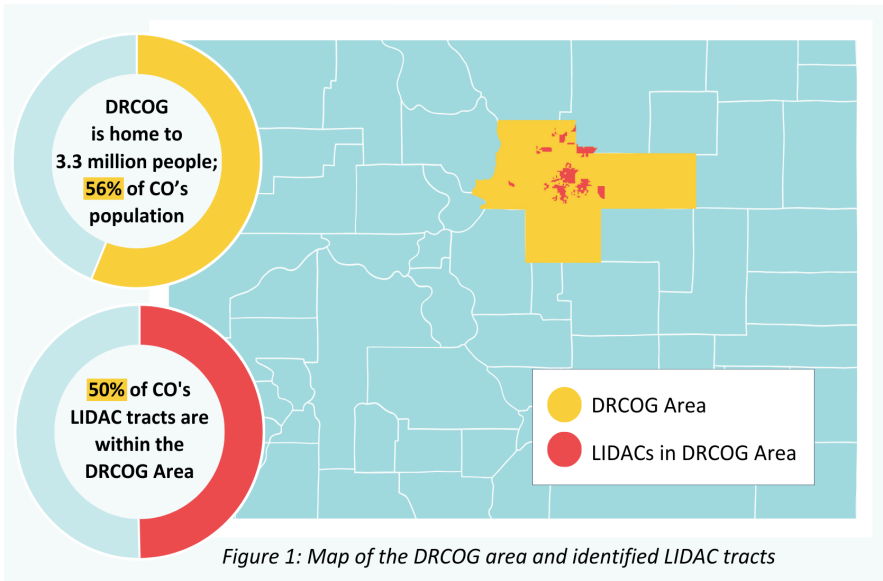 DRCOG
is home to
3.3 million people;
56% of CO’s
population
50% of CO's
LIDAC tracts are
within the
DRCOG Area
DRCOG Area
LIDACs in DRCOG Area
Figure 1: Map of the DRCOG area and identified LIDAC tracts